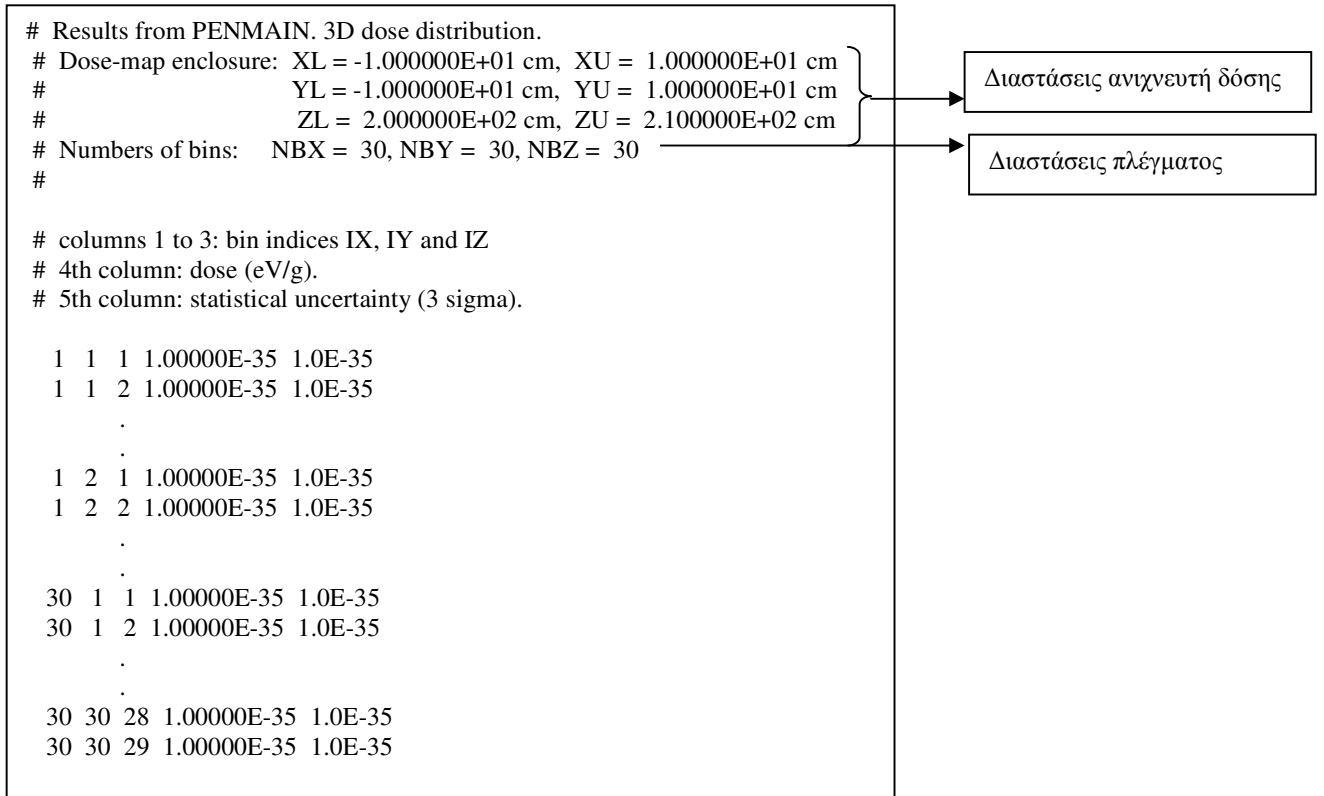 # Results from PENMAIN. 3D dose distribution.
# Dose-map enclosure: XL = -1.000000E+01 cm, XU = 1.000000E+01 cm
# YL = -1.000000E+01 cm, YU = 1.000000E+01 cm
# ZL = 2.000000E+02 cm, ZU = 2.100000E+02 cm
# Numbers of bins: NBX = 30, NBY = 30, NBZ = 30
#
Διαστάσεις ανιχνευτή δόσης
Διαστάσεις πλέγματος
# columns 1 to 3: bin indices IX, IY and IZ
# 4th column: dose (eV/g).
# 5th column: statistical uncertainty (3 sigma).
1 1 1 1.00000E-35 1.0E-35
1 1 2 1.00000E-35 1.0E-35
.
.
1 2 1 1.00000E-35 1.0E-35
1 2 2 1.00000E-35 1.0E-35
.
.
30 1 1 1.00000E-35 1.0E-35
30 1 2 1.00000E-35 1.0E-35
.
.
30 30 28 1.00000E-35 1.0E-35
30 30 29 1.00000E-35 1.0E-35